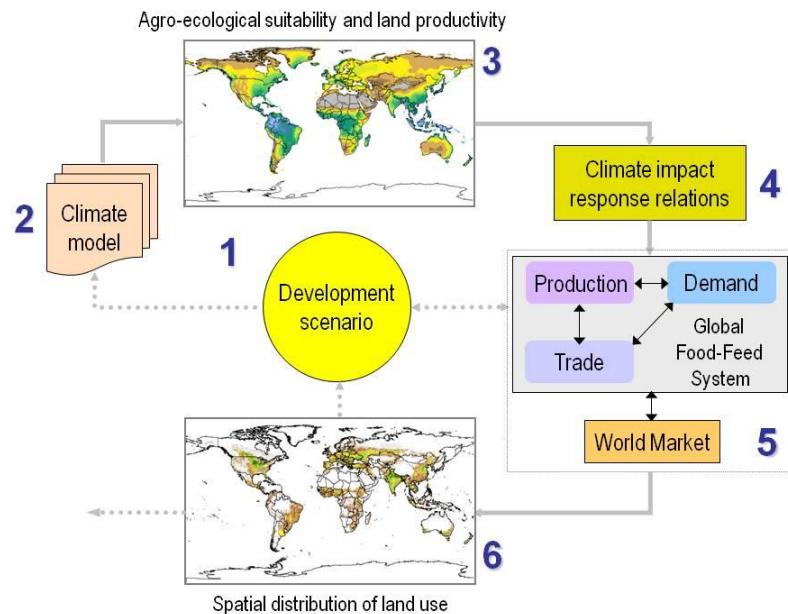 Agro-ecological suitability and land productivity
3
2
Climate
model
Climate impact
response relations
4
1
Development
scenario
Production
Demand
Trade
Global
Food-Feed
System
World Market
5
6
Spatial distribution of land use